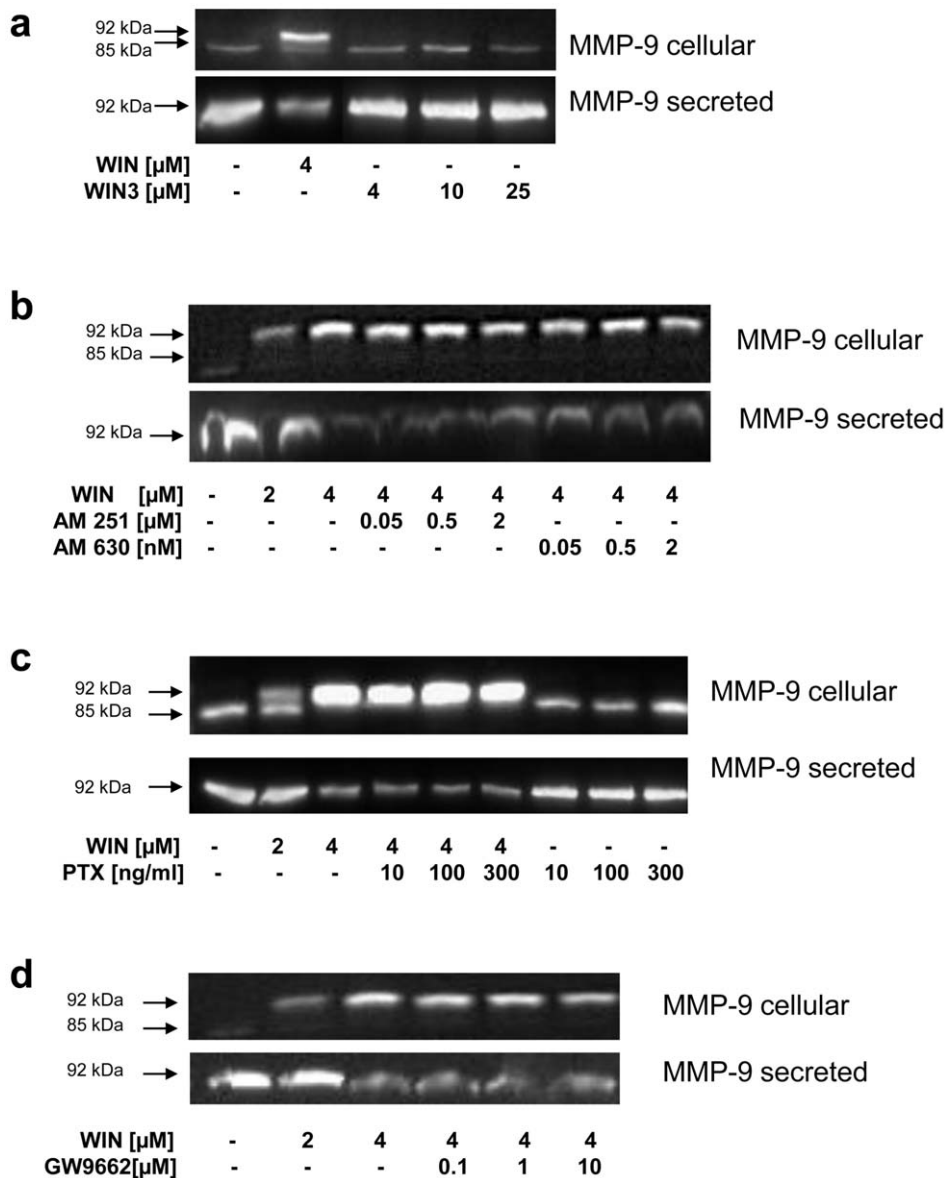 a
92 kDa
85 kDa
MMP-9 cellular
92 kDa
MMP-9 secreted
WIN [µM] - 4 - - -
WIN3 [µM] - - 4 10 25
b
92 kDa
85 kDa
MMP-9 cellular
92 kDa
MMP-9 secreted
WIN [µM] - 2 4 4 4 4 4 4 4
AM 251 [µM] - - - 0.05 0.5 2 - - -
AM 630 [nM] - - - - - - 0.05 0.5 2
c
92 kDa
85 kDa
MMP-9 cellular
92 kDa
MMP-9 secreted
WIN [µM] - 2 4 4 4 4 - - -
PTX [ng/ml] - - - 10 100 300 10 100 300
d
92 kDa
85 kDa
MMP-9 cellular
92 kDa
MMP-9 secreted
WIN [µM] - 2 4 4 4 4
GW9662[µM] - - - 0.1 1 10